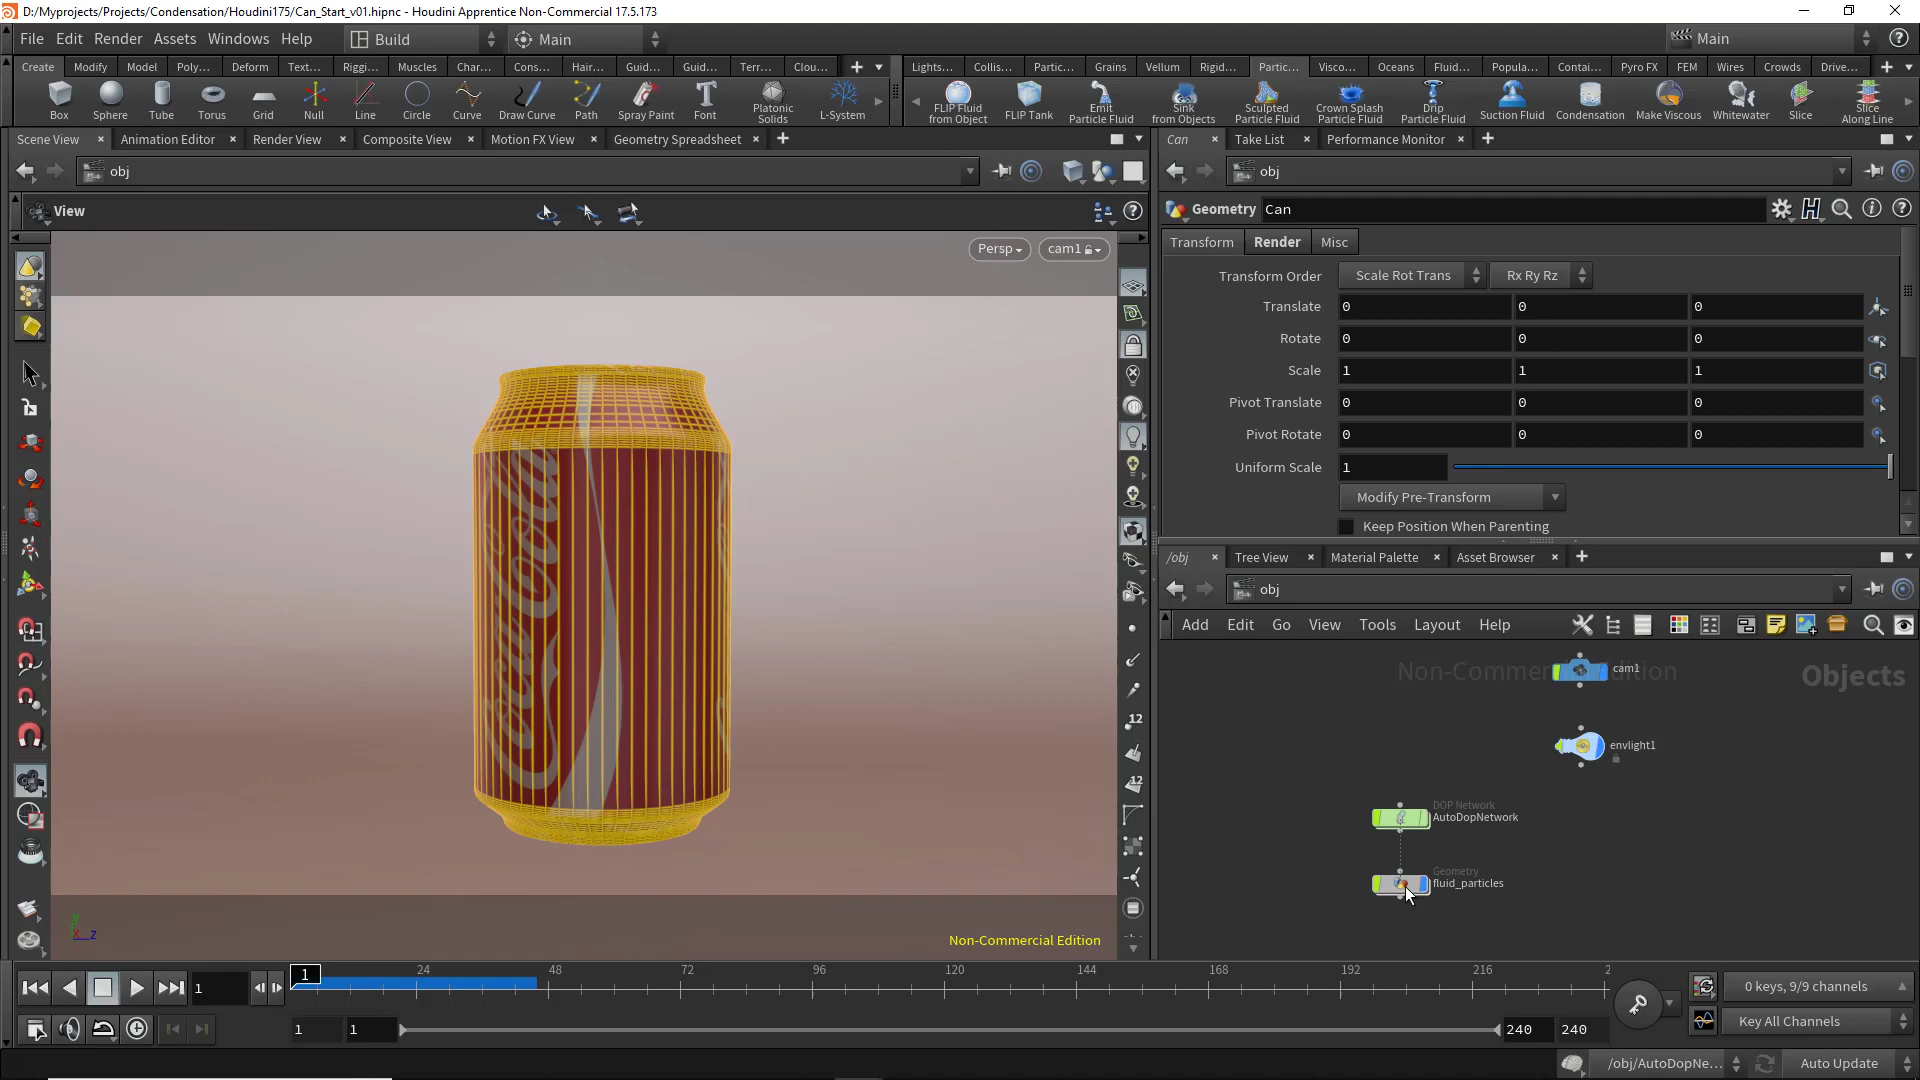 D:/Myprojects/Projects/Condensation/Houdini175/Can_Start_v01.hipnc - Houdini Apprentice Non-Commercial 17.5.173
File Edit Render Assets Windows Help Build Main Main
Create Modify Model Poly... Deform Text... Riggi... Muscles Char... Cons... Hair... Guid... Guid... Terr... Clou...
Box Sphere Tube Torus Grid Null Line Circle Curve Draw Curve Path Spray Paint Font Platonic Solids L-System
Lights... Collis... Partic... Grains Vellum Rigid... Partic... Visco... Oceans Fluid... Popula... Contai... Pyro FX FEM Wires Crowds Drive...
FLIP Fluid from Object FLIP Tank Emit Particle Fluid Sink from Objects Sculpted Particle Fluid Crown Splash Particle Fluid Drip Particle Fluid Suction Fluid Condensation Make Viscous Whitewater Slice Slice Along Line
Scene View Animation Editor Render View Composite View Motion FX View Geometry Spreadsheet
Can Take List Performance Monitor
obj
obj
View
Persp cam1
Coca-Cola
Non-Commercial Edition
y
x z
Geometry Can
Transform Render Misc
Transform Order Scale Rot Trans Rx Ry Rz
Translate 0 0 0
Rotate 0 0 0
Scale 1 1 1
Pivot Translate 0 0 0
Pivot Rotate 0 0 0
Uniform Scale 1
Modify Pre-Transform
Keep Position When Parenting
/obj Tree View Material Palette Asset Browser
obj
Add Edit Go View Tools Layout Help
Objects
cam1
envlight1
DOP Network
AutoDopNetwork
Geometry
fluid_particles
12
12
1 1 24 48 72 96 120 144 168 192 216 2
0 keys, 9/9 channels
1 1 240 240
Key All Channels
/obj/AutoDopNe... Auto Update